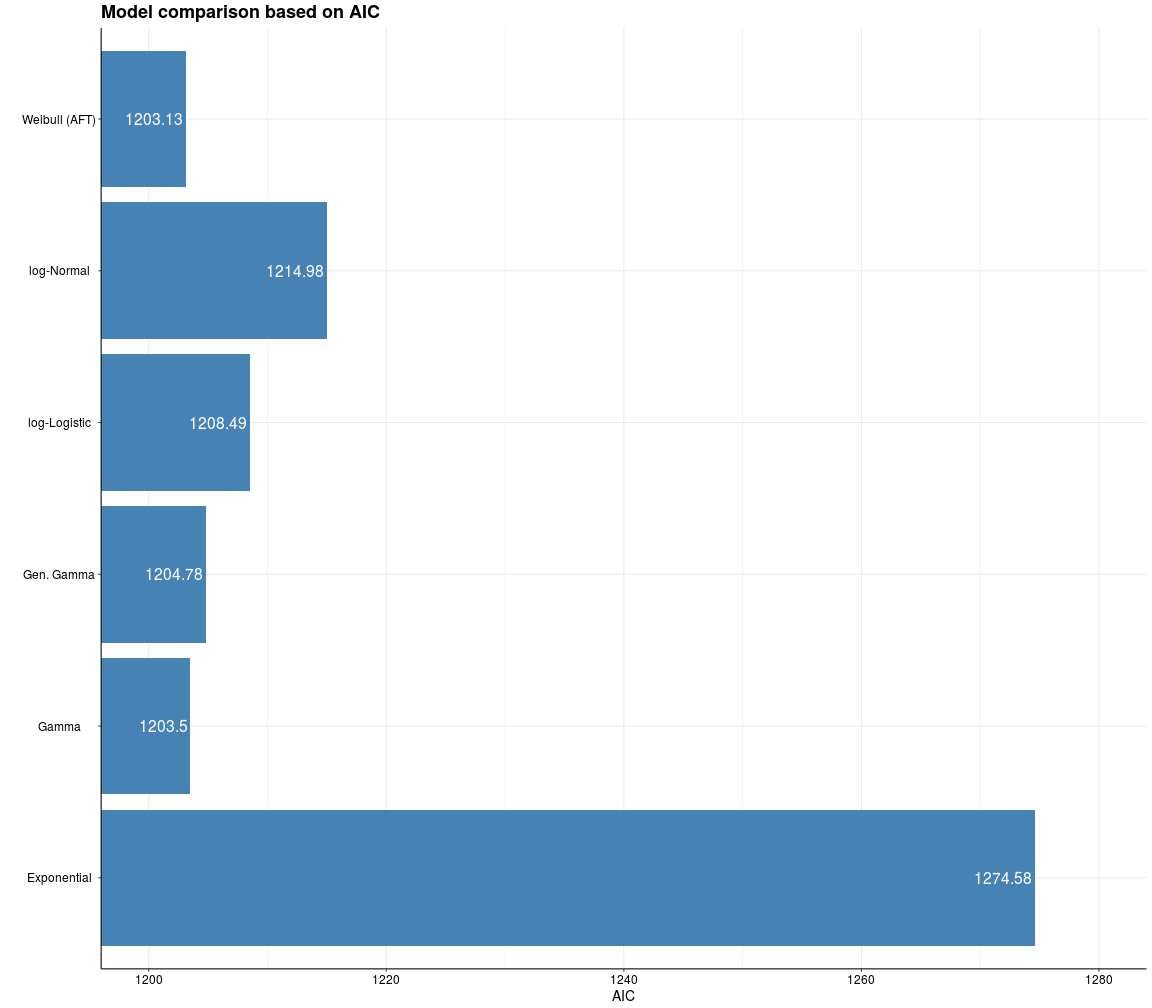 Model comparison based on AIC
Weibull (AFT)
1203.13
log-Normal
1214.98
log-Logistic
1208.49
Gen. Gamma
1204.78
Gamma
1203.5
Exponential
1274.58
1200 1220 1240 1260 1280
AIC